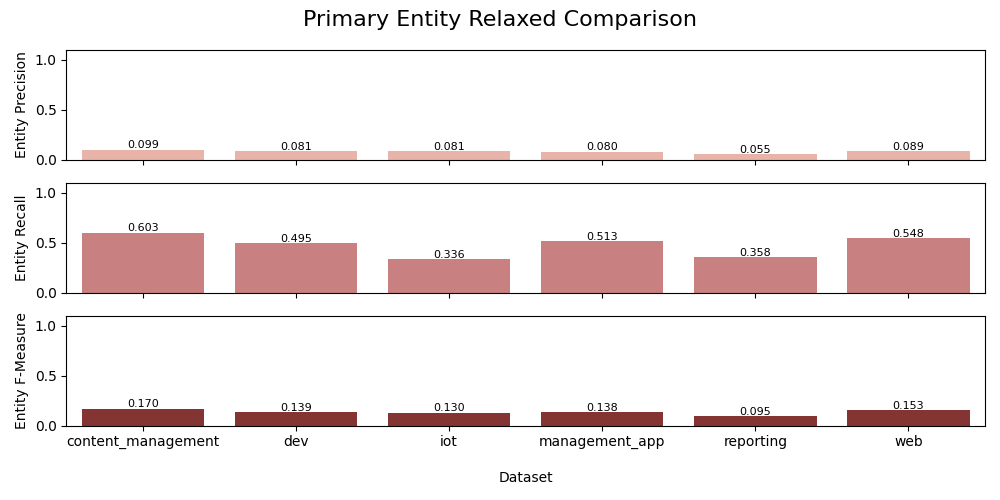 Primary Entity Relaxed Comparison
Entity Precision
1.0
0.5
0.0
0.099 0.081 0.081 0.080 0.055 0.089
Entity Recall
1.0
0.5
0.0
0.603 0.495 0.336 0.513 0.358 0.548
Entity F-Measure
1.0
0.5
0.0
0.170 0.139 0.130 0.138 0.095 0.153
content_management dev iot management_app reporting web
Dataset